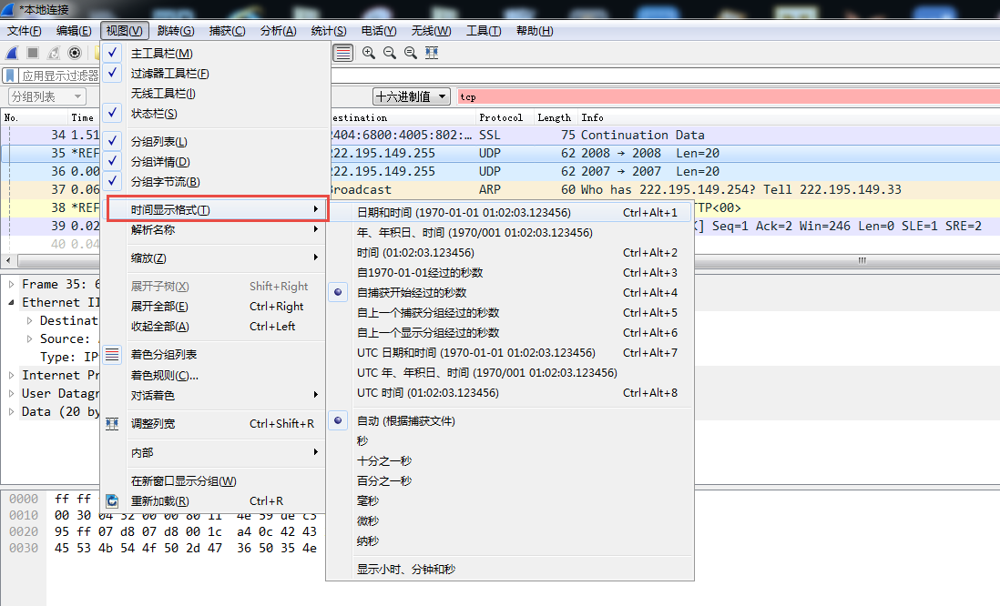 *本地连接
文件(F) 编辑(E) 视图(V) 跳转(G) 捕获(C) 分析(A) 统计(S) 电话(Y) 无线(W) 工具(T) 帮助(H)
应用显示过滤器
分组列表 十六进制值 tcp
No. Time estination Protocol Length Info
34 1.51 2404:6800:4005:802:… SSL 75 Continuation Data
35 *REF 222.195.149.255 UDP 62 2008 → 2008 Len=20
36 0.00 222.195.149.255 UDP 62 2007 → 2007 Len=20
37 0.06 Broadcast ARP 60 Who has 222.195.149.254? Tell 222.195.149.33
38 *REF TTP<00>
39 0.02 K] Seq=1 Ack=2 Win=246 Len=0 SLE=1 SRE=2
40 0.04
主工具栏(M)
过滤器工具栏(F)
无线工具栏(I)
状态栏(S)
分组列表(L)
分组详情(D)
分组字节流(B)
时间显示格式(T)
解析名称
缩放(Z)
展开子树(X) Shift+Right
展开全部(E) Ctrl+Right
收起全部(A) Ctrl+Left
着色分组列表
着色规则(C)...
对话着色
调整列宽 Ctrl+Shift+R
内部
在新窗口显示分组(W)
重新加载(R) Ctrl+R
日期和时间 (1970-01-01 01:02:03.123456) Ctrl+Alt+1
年、年积日、时间 (1970/001 01:02:03.123456)
时间 (01:02:03.123456) Ctrl+Alt+2
自1970-01-01经过的秒数 Ctrl+Alt+3
自捕获开始经过的秒数 Ctrl+Alt+4
自上一个捕获分组经过的秒数 Ctrl+Alt+5
自上一个显示分组经过的秒数 Ctrl+Alt+6
UTC 日期和时间 (1970-01-01 01:02:03.123456) Ctrl+Alt+7
UTC 年、年积日、时间 (1970/001 01:02:03.123456)
UTC 时间 (01:02:03.123456) Ctrl+Alt+8
自动 (根据捕获文件)
秒
十分之一秒
百分之一秒
毫秒
微秒
纳秒
显示小时、分钟和秒
Frame 35: 6
Ethernet II
Destinat
Source:
Type: IP
Internet Pr
User Datagr
Data (20 by
0000 ff ff
0010 00 30 04 32 00 00 80 11 4e 59 de c3
0020 95 ff 07 d8 07 d8 00 1c a4 0c 42 43
0030 45 53 4b 54 4f 50 2d 47 36 50 35 4e